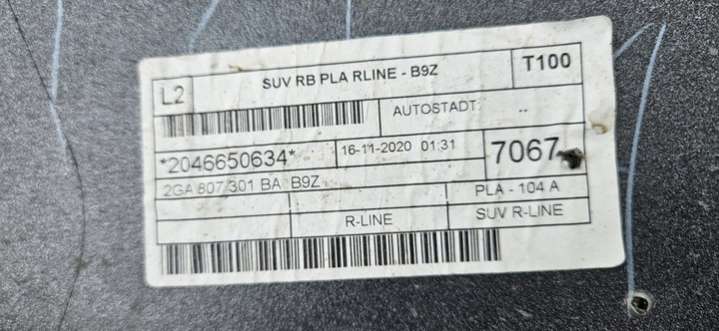 L2 SUV RB PLA RLINE - B9Z T100
AUTOSTADT: --
*2046650634* 16-11-2020 01:31 7067
2GA 807 301 BA B9Z PLA - 104 A
R-LINE SUV R-LINE